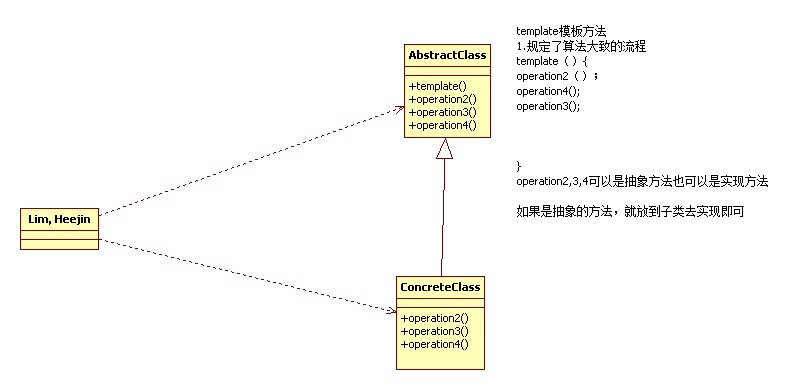 AbstractClass
+template()
+operation2()
+operation3()
+operation4()
template模板方法
1.规定了算法大致的流程
template（）{
operation2（）；
operation4();
operation3();
}
operation2,3,4可以是抽象方法也可以是实现方法
如果是抽象的方法，就放到子类去实现即可
Lim, Heejin
ConcreteClass
+operation2()
+operation3()
+operation4()